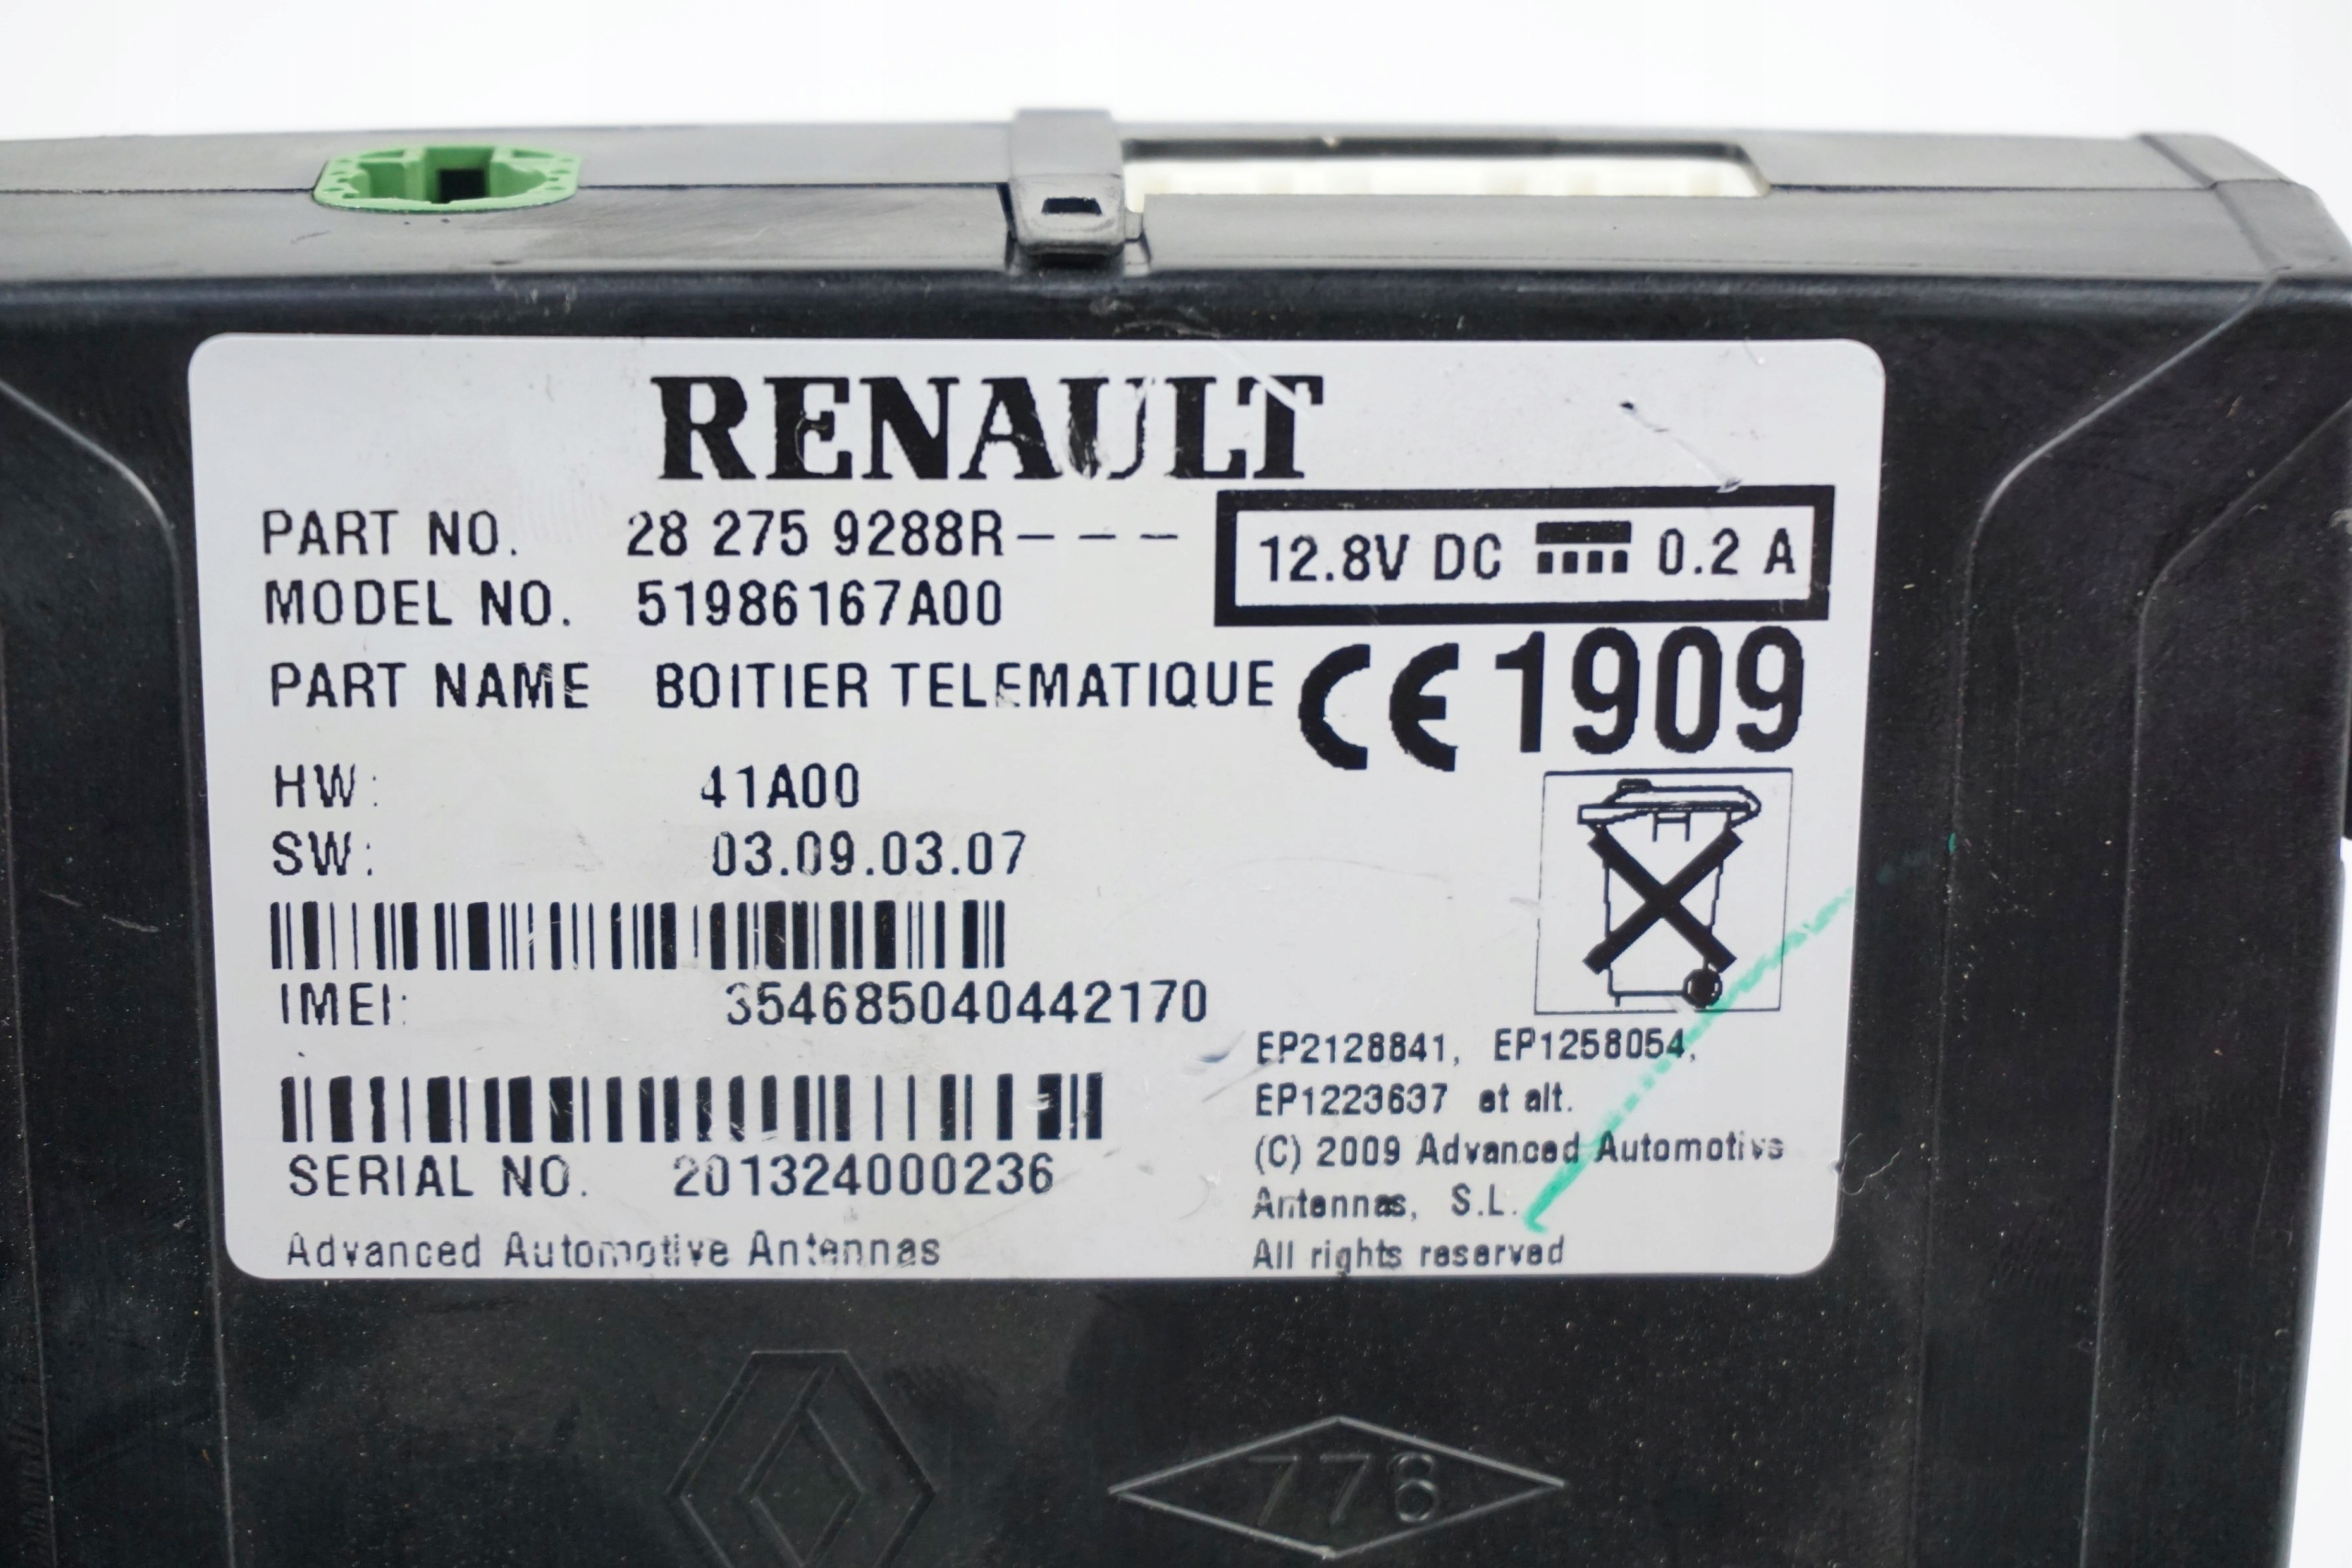 RENAULT
PART NO. 28 275 9288R---
12.8V DC 0.2 A
MODEL NO. 51986167A00
PART NAME BOITIER TELEMATIQUE
CE 1909
HW: 41A00
SW: 03.09.03.07
IMEI: 354685040442170
SERIAL NO. 201324000236
Advanced Automotive Antennas
EP2128841, EP1258054,
EP1223637 et alt.
(C) 2009 Advanced Automotive
Antennas, S.L.
All rights reserved
778